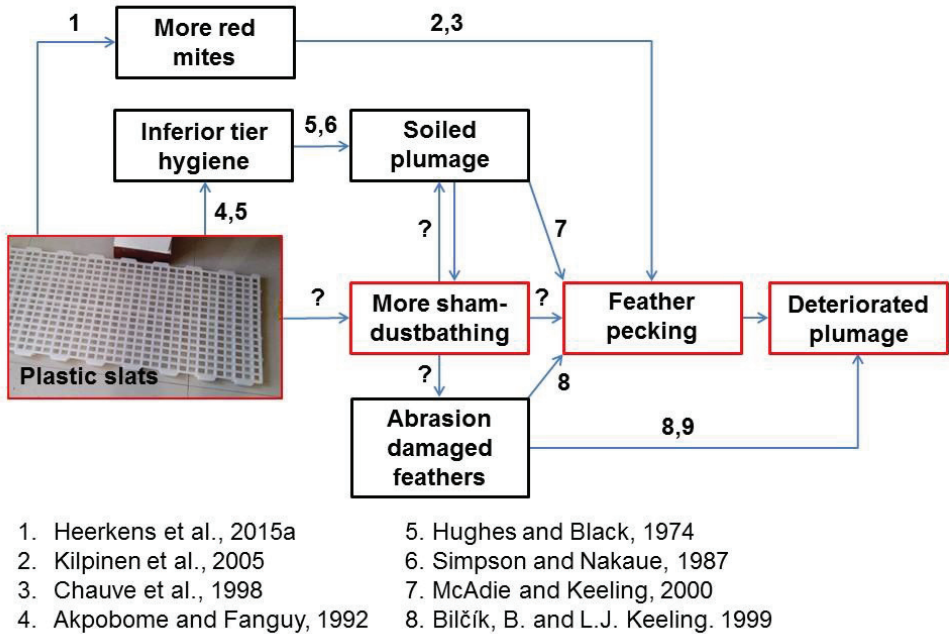 1
More red
mites
2,3
Inferior tier
hygiene
5,6
Soiled
plumage
4,5
?
7
Plastic slats
?
More sham-
dustbathing
?
Feather
pecking
Deteriorated
plumage
?
8
Abrasion
damaged
feathers
8,9
1. Heerkens et al., 2015a
2. Kilpinen et al., 2005
3. Chauve et al., 1998
4. Akpobome and Fanguy, 1992
5. Hughes and Black, 1974
6. Simpson and Nakaue, 1987
7. McAdie and Keeling, 2000
8. Bilčík, B. and L.J. Keeling. 1999